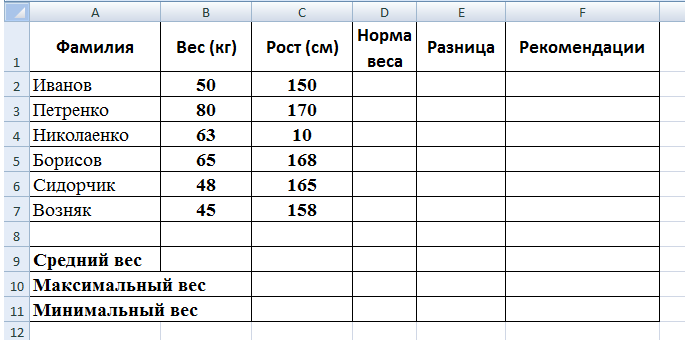 A B C D E F
1 Фамилия Вес (кг) Рост (см) Норма веса Разница Рекомендации
2 Иванов 50 150
3 Петренко 80 170
4 Николаенко 63 10
5 Борисов 65 168
6 Сидорчик 48 165
7 Возняк 45 158
8
9 Средний вес
10 Максимальный вес
11 Минимальный вес
12